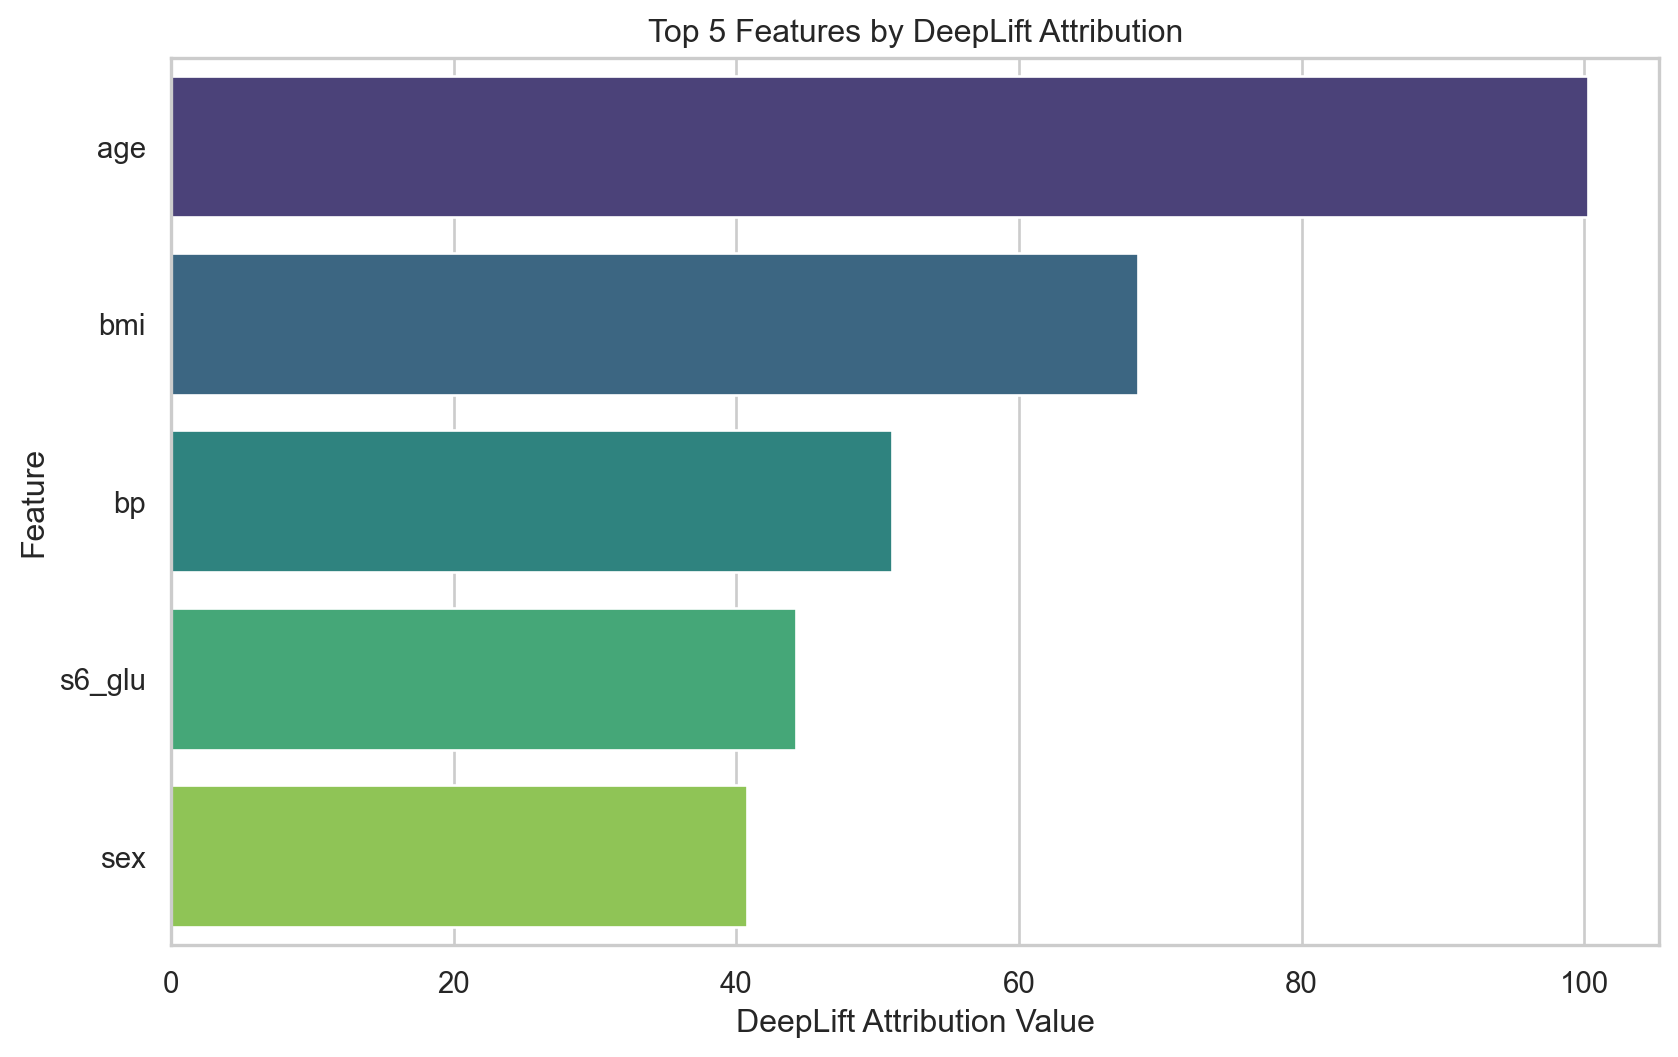 Top 5 Features by DeepLift Attribution
Feature
age
bmi
bp
s6_glu
sex
0 20 40 60 80 100
DeepLift Attribution Value